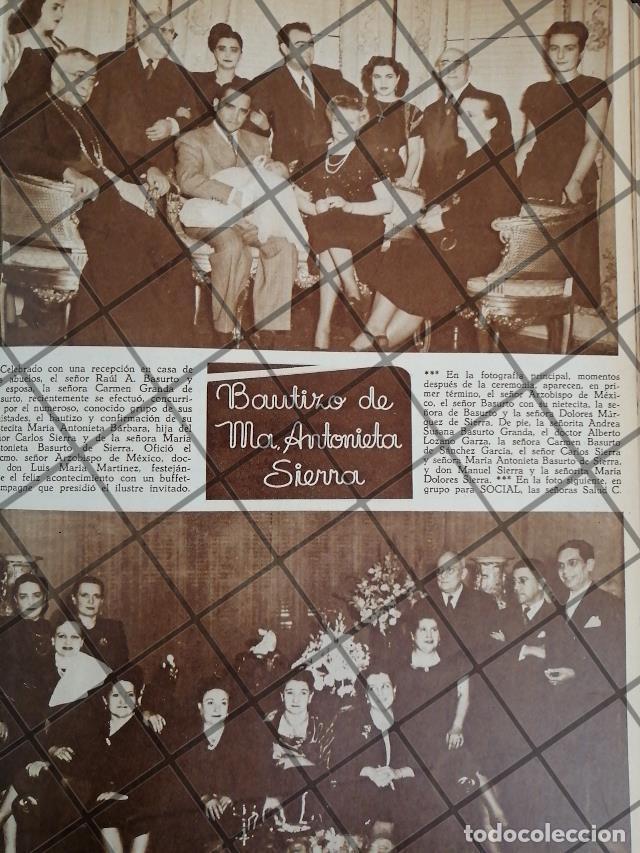 Celebrado con una recepción en casa de
abuelos, el señor Raúl A. Basurto y
esposa, la señora Carmen Granda de
surto, recientemente se efectuó, concurri-
por el numeroso, conocido grupo de sus
istades, el bautizo y confirmación de su
tecita María Antonieta Bárbara, hija del
ior Carlos Sierra y de la señora María
tonieta Basurto de Sierra. Ofició el
cmo. señor Arzobispo de México, doc-
don Luis María Martínez, festeján-
e el feliz acontecimiento con un buffet-
mpagne que presidió el ilustre invitado.
Bautizo de
Ma. Antonieta
Sierra
*** En la fotografía principal, momentos
después de la ceremonia, aparecen, en pri-
mer término, el señor Arzobispo de Méxi-
co, el señor Basurto con su nietecita, la se-
ñora de Basurto y la señora Dolores Már-
quez de Sierra. De pie, la señorita Andrea
Susana Basurto Granda, el doctor Alberto
Lozano Garza, la señora Carmen Basurto
de Sánchez García, el señor Carlos Sierra
y señora María Antonieta Basurto de Sierra,
y don Manuel Sierra y la señorita María
Dolores Sierra. *** En la foto siguiente, en
grupo para SOCIAL, las señoras Salud C.
todocoleccion